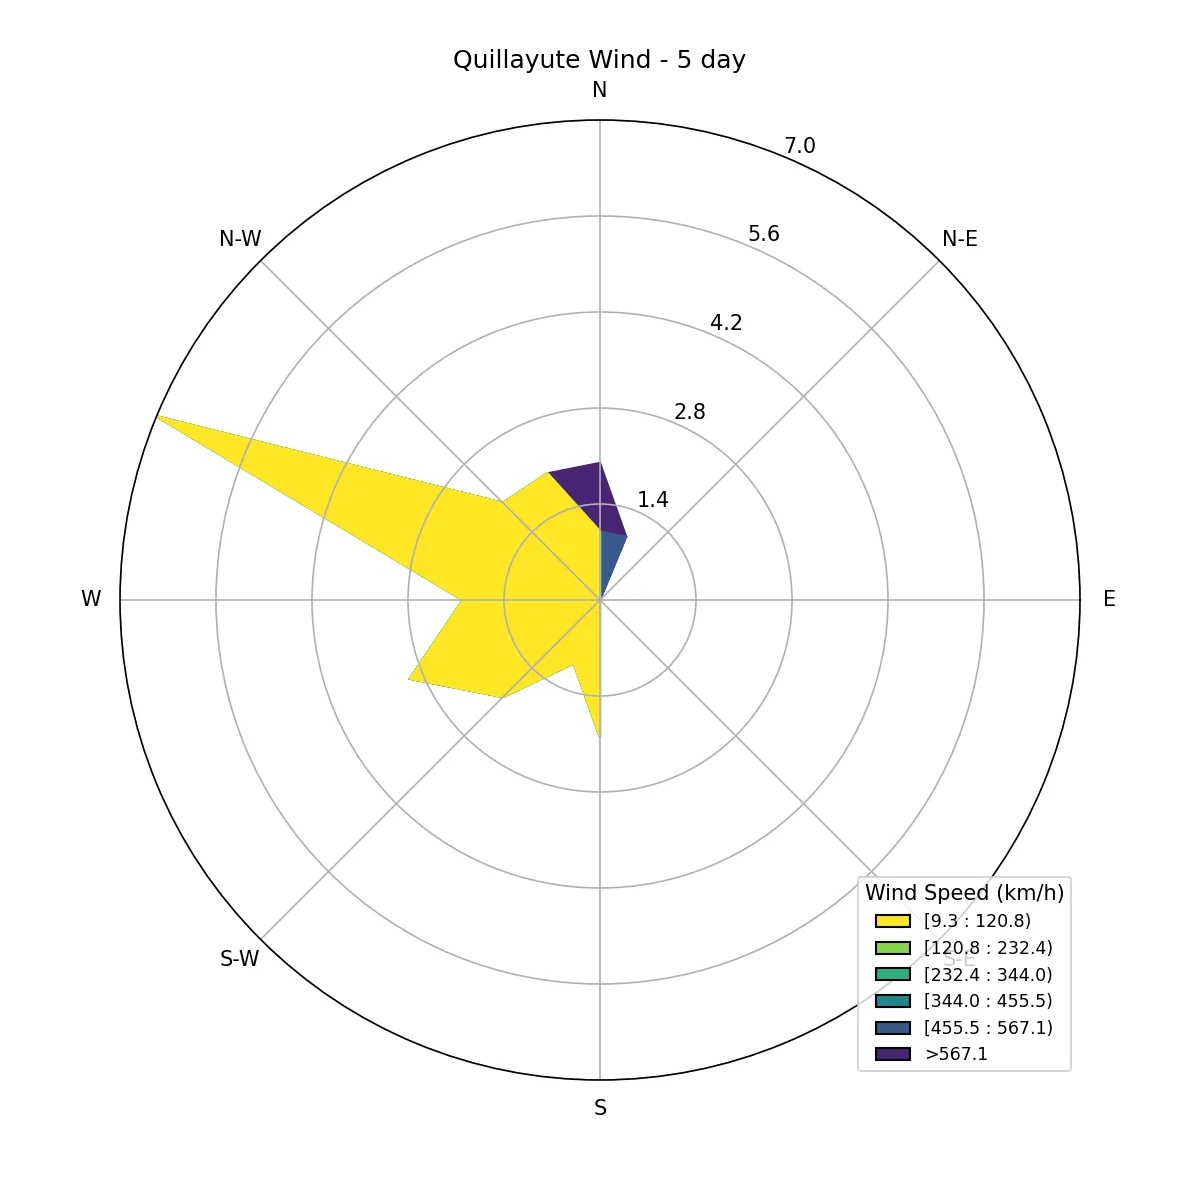 Quillayute Wind - 5 day
N
7.0
N-W
N-E
5.6
4.2
2.8
1.4
W
E
S-W
S-E
S
Wind Speed (km/h)
[9.3 : 120.8)
[120.8 : 232.4)
[232.4 : 344.0)
[344.0 : 455.5)
[455.5 : 567.1)
>567.1